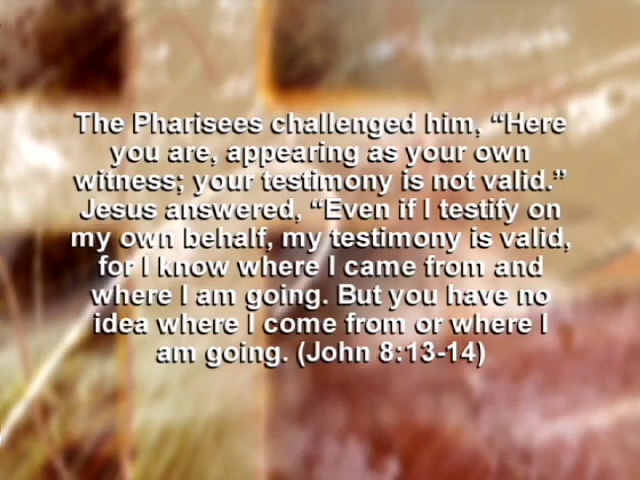 The Pharisees challenged him, “Here
you are, appearing as your own
witness; your testimony is not valid.”
Jesus answered, “Even if I testify on
my own behalf, my testimony is valid,
for I know where I came from and
where I am going. But you have no
idea where I come from or where I
am going. (John 8:13-14)